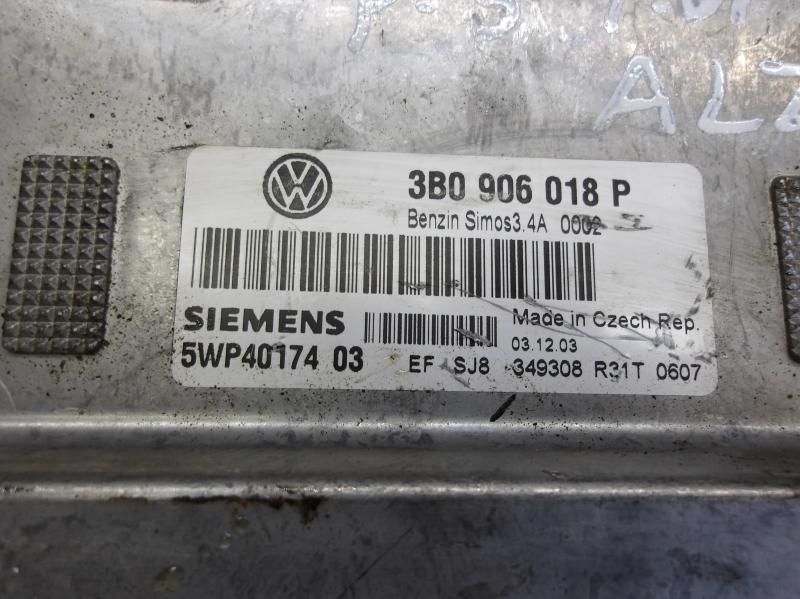 ALZ
3B0 906 018 P
Benzin Simos3.4A 0002
SIEMENS
Made in Czech Rep.
03.12.03
5WP40174 03
EF SJ8 349308 R31T 0607